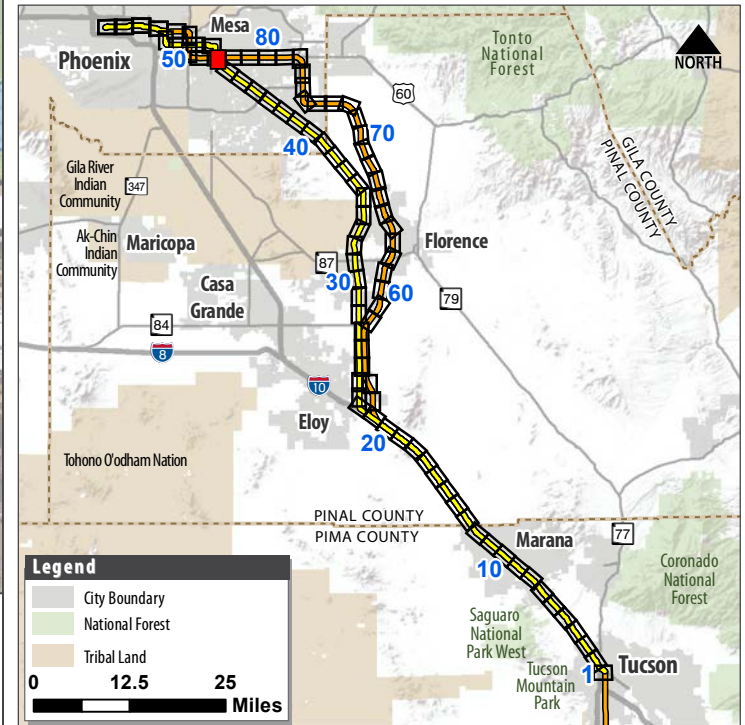 Mesa
80
Phoenix
50
Tonto
National
Forest
NORTH
60
70
40
GILA COUNTY
PINAL COUNTY
Gila River
Indian
Community
347
Ak-Chin
Indian
Community
Maricopa
87
30
Florence
Casa
Grande
60
79
84
8
10
Eloy
20
Tohono O'odham Nation
PINAL COUNTY
PIMA COUNTY
Marana
77
10
Coronado
National
Forest
Saguaro
National
Park West
Tucson
Mountain
Park
1
Tucson
Legend
City Boundary
National Forest
Tribal Land
0 12.5 25
Miles